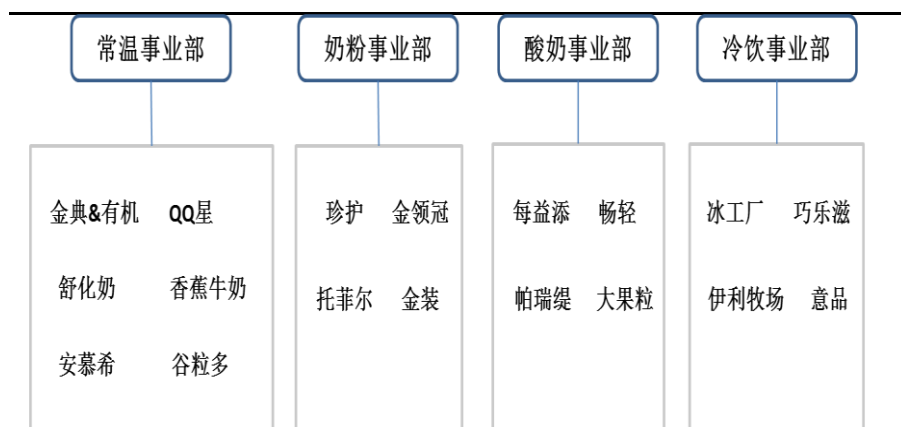 常温事业部
金典&有机 QQ星
舒化奶 香蕉牛奶
安慕希 谷粒多
奶粉事业部
珍护 金领冠
托菲尔 金装
酸奶事业部
每益添 畅轻
帕瑞缇 大果粒
冷饮事业部
冰工厂 巧乐滋
伊利牧场 意品